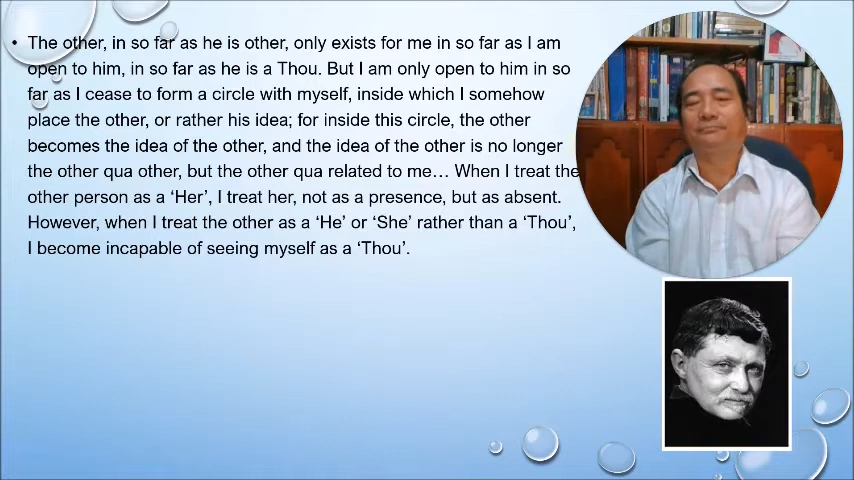 • The other, in so far as he is other, only exists for me in so far as I am
open to him, in so far as he is a Thou. But I am only open to him in so
far as I cease to form a circle with myself, inside which I somehow
place the other, or rather his idea; for inside this circle, the other
becomes the idea of the other, and the idea of the other is no longer
the other qua other, but the other qua related to me… When I treat the
other person as a ‘Her’, I treat her, not as a presence, but as absent.
However, when I treat the other as a ‘He’ or ‘She’ rather than a ‘Thou’,
I become incapable of seeing myself as a ‘Thou’.